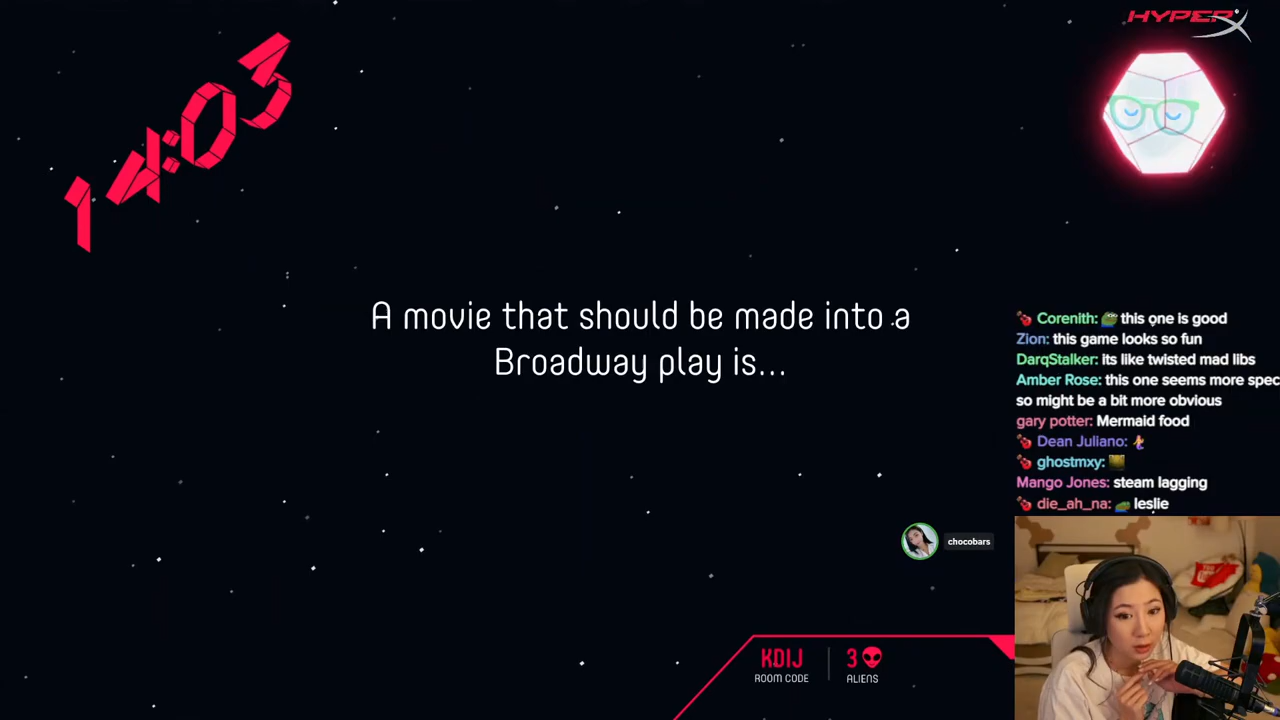 HYPERX
14:03
A movie that should be made into a
Broadway play is...
Corenith: this one is good
Zion: this game looks so fun
DarqStalker: its like twisted mad libs
Amber Rose: this one seems more spec
so might be a bit more obvious
gary potter: Mermaid food
Dean Juliano:
ghostmxy:
Mango Jones: steam lagging
die_ah_na: leslie
chocobars
KDIJ
ROOM CODE
3
ALIENS